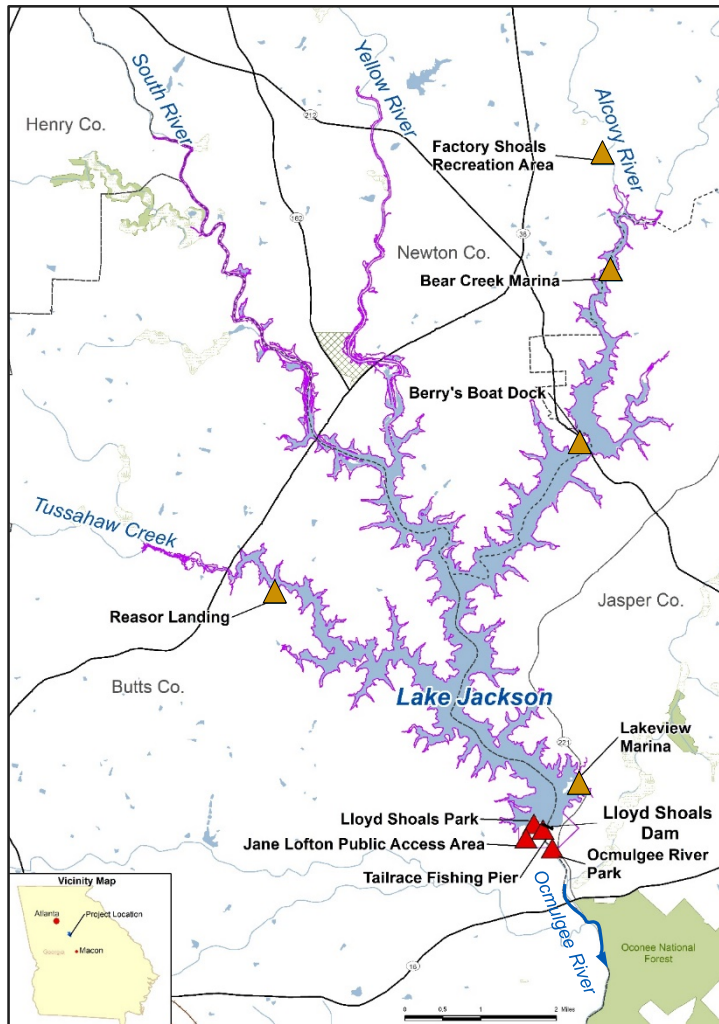 South River
Yellow River
Alcovy River
Henry Co.
212
Factory Shoals
Recreation Area
162
36
Newton Co.
Bear Creek Marina
Berry's Boat Dock
Tussahaw Creek
Reasor Landing
Jasper Co.
Butts Co.
Lake Jackson
221
Lakeview
Marina
Lloyd Shoals Park
Lloyd Shoals
Dam
Jane Lofton Public Access Area
Ocmulgee River
Park
Tailrace Fishing Pier
Ocmulgee River
Oconee National
Forest
16
Vicinity Map
Atlanta
Project Location
Georgia
Macon
0 0.5 1 2 Miles